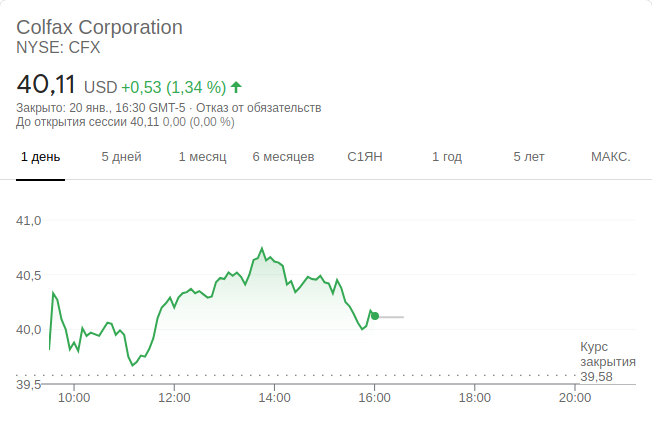 Colfax Corporation
NYSE: CFX
40,11 USD +0,53 (1,34 %)
Закрыто: 20 янв., 16:30 GMT-5 · Отказ от обязательств
До открытия сессии 40,11 0,00 (0,00 %)
1 день 5 дней 1 месяц 6 месяцев С1ЯН 1 год 5 лет МАКС.
41,0
40,5
40,0
Курс
закрытия
39,58
39,5
10:00 12:00 14:00 16:00 18:00 20:00